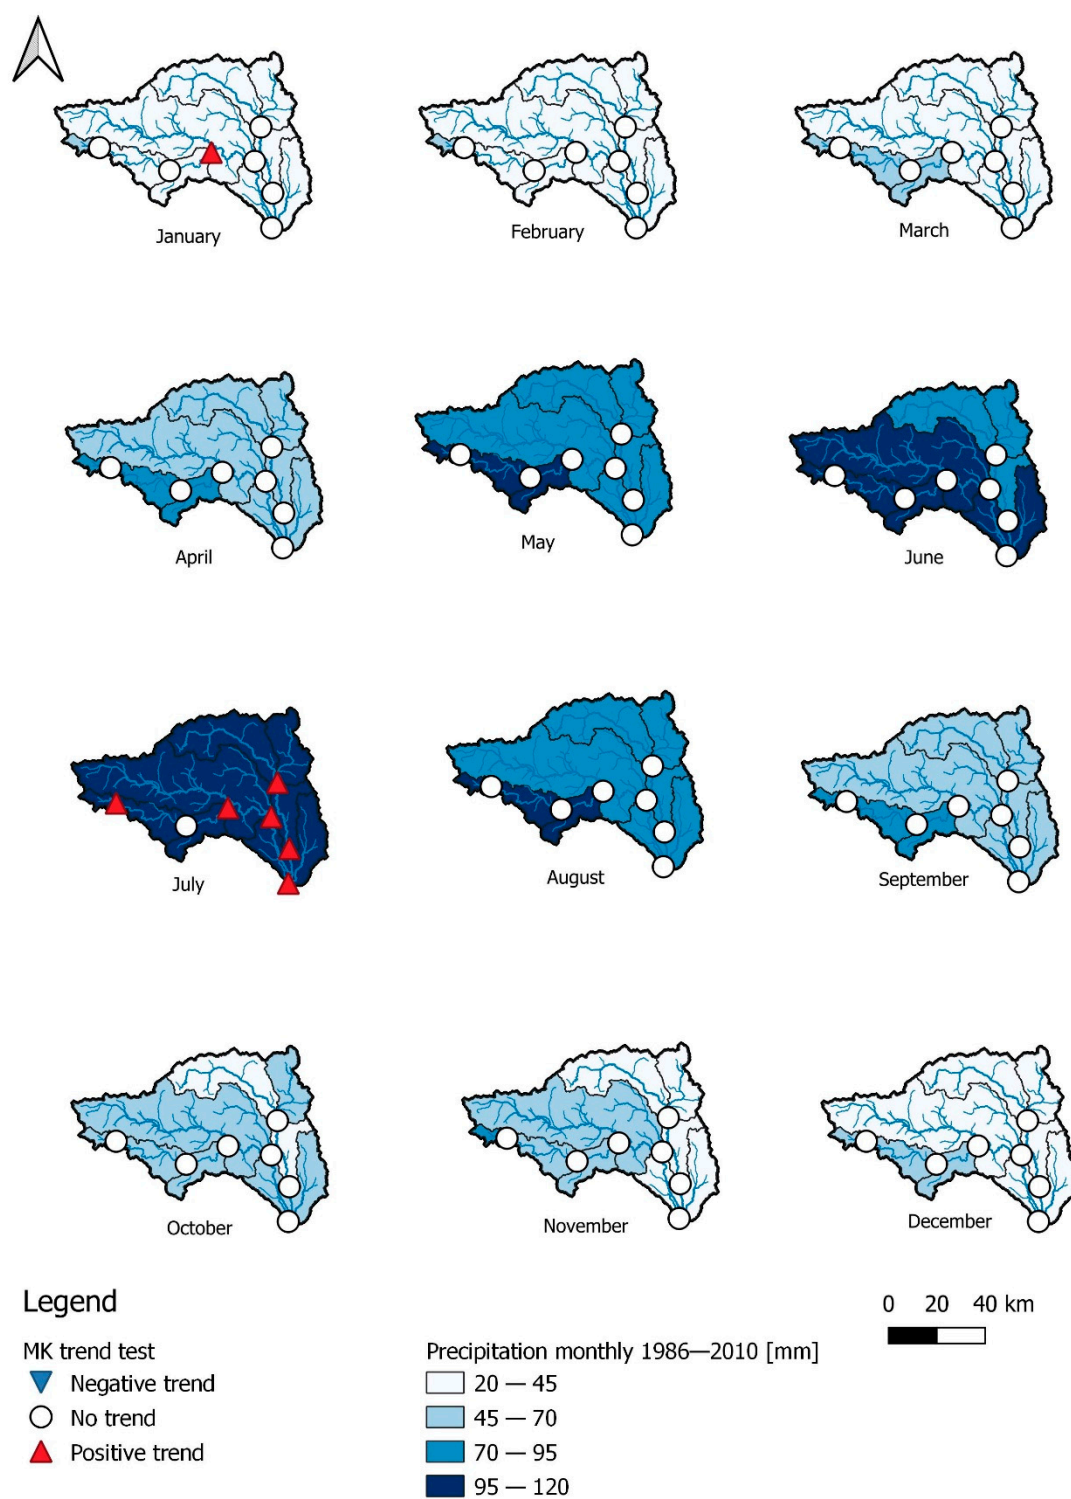 January
February
March
April
May
June
July
August
September
October
November
December
Legend
MK trend test
Negative trend
No trend
Positive trend
Precipitation monthly 1986—2010 [mm]
20 — 45
45 — 70
70 — 95
95 — 120
0 20 40 km